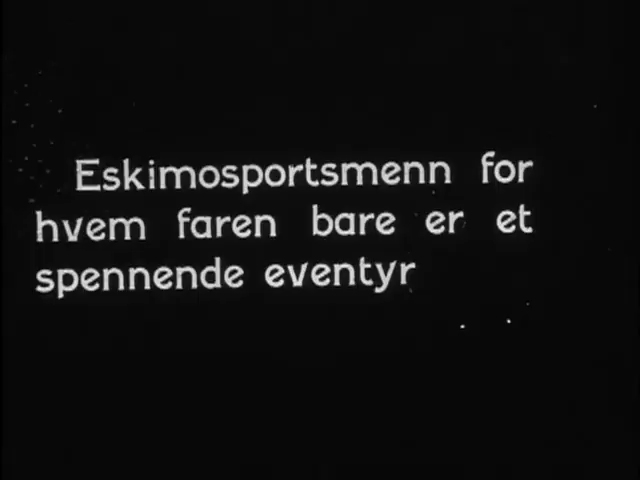 Eskimosportsmenn for
hvem faren bare er et
spennende eventyr